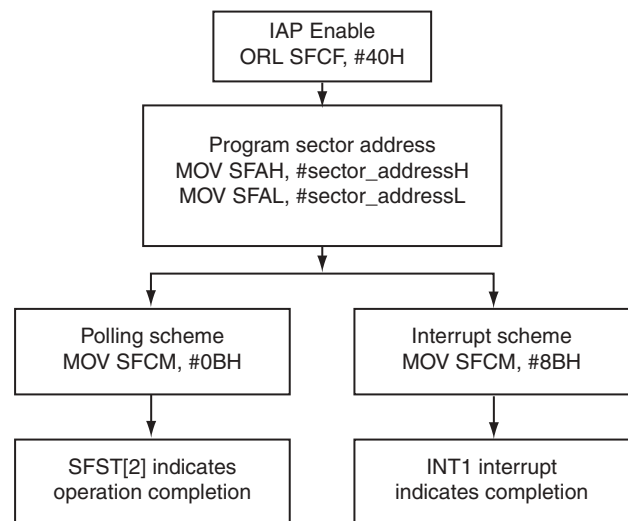 IAP Enable
ORL SFCF, #40H
Program sector address
MOV SFAH, #sector_addressH
MOV SFAL, #sector_addressL
Polling scheme
MOV SFCM, #0BH
Interrupt scheme
MOV SFCM, #8BH
SFST[2] indicates
operation completion
INT1 interrupt
indicates completion